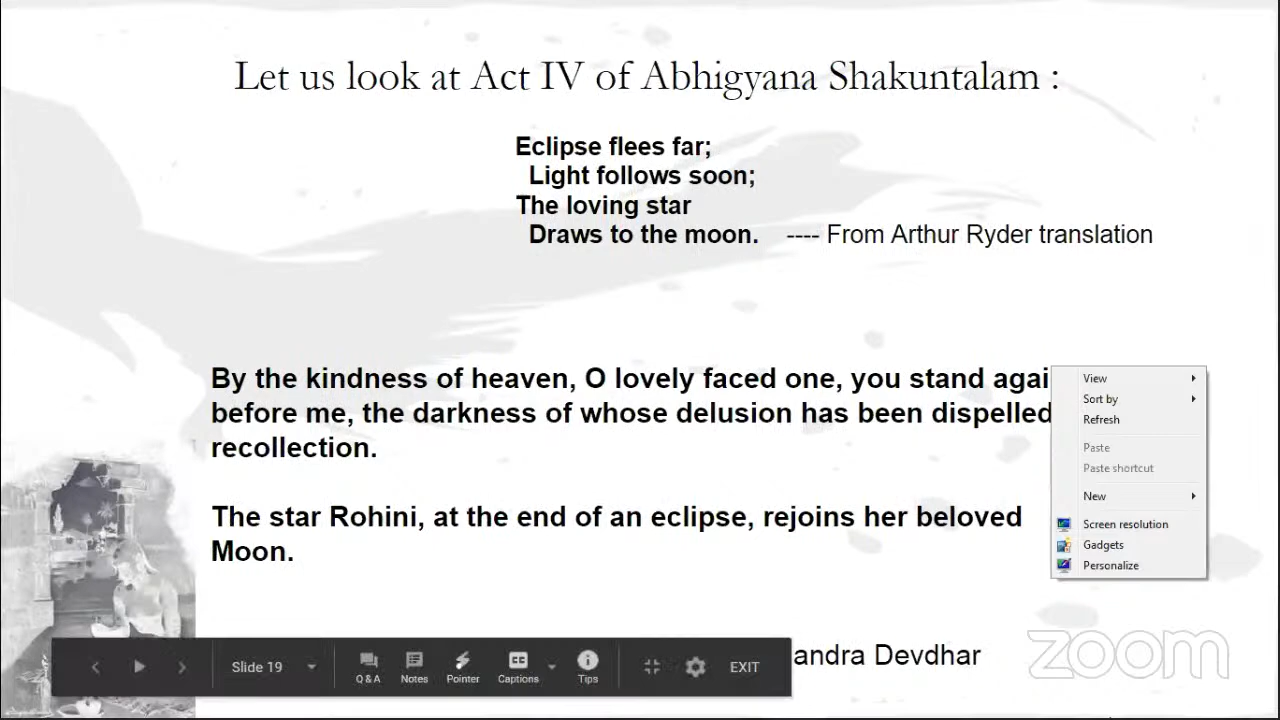 Let us look at Act IV of Abhigyana Shakuntalam :
Eclipse flees far;
Light follows soon;
The loving star
Draws to the moon. ---- From Arthur Ryder translation
By the kindness of heaven, O lovely faced one, you stand agai
before me, the darkness of whose delusion has been dispelled
recollection.
The star Rohini, at the end of an eclipse, rejoins her beloved
Moon.
View
Sort by
Refresh
Paste
Paste shortcut
New
Screen resolution
Gadgets
Personalize
andra Devdhar
Slide 19
Q & A
Notes
Pointer
Captions
Tips
EXIT
zoom